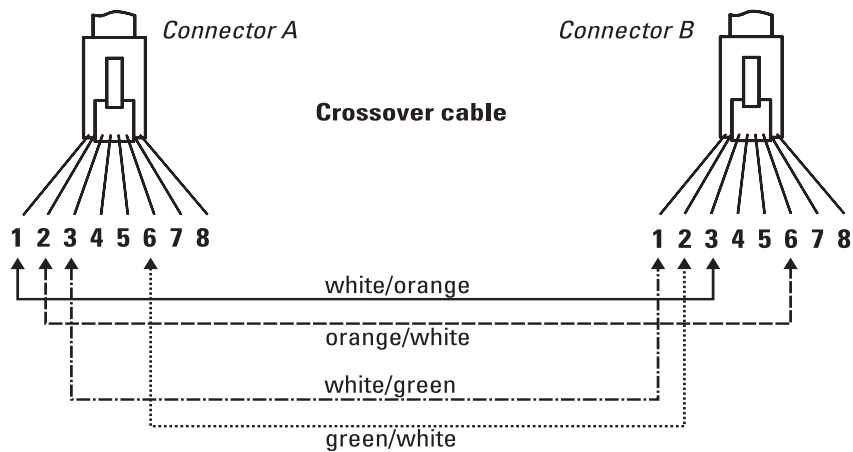 Connector A
Connector B
Crossover cable
1 2 3 4 5 6 7 8
1 2 3 4 5 6 7 8
white/orange
orange/white
white/green
green/white